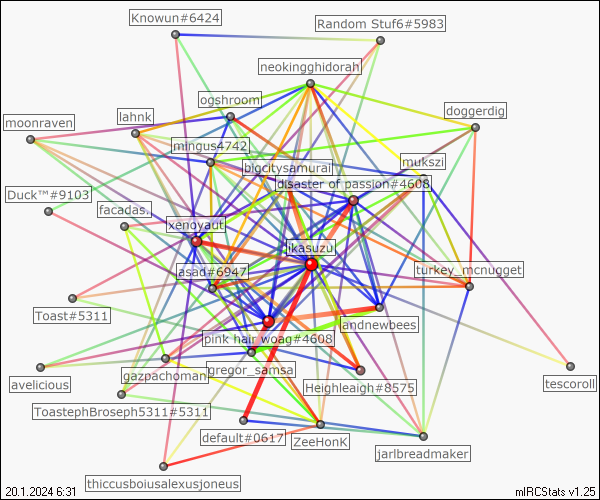 Knowun#6424
Random Stuf6#5983
neokingghidorah
ogshroom
doggerdig
lahnk
moonraven
mingus4742
bigcitysamurai
mukszi
disaster of passion#4608
Duck™#9103
facadas.
xenoyaut
jkasuzu
asad#6947
turkey_mcnugget
Toast#5311
landnewbees
pink hair woag#4608
gregor_samsa
gazpachoman
avelicious
Heighleaigh#8575
tescoroll
ToastephBroseph5311#5311
default#0617
ZeeHonK
jarlbreadmaker
thiccusboiusalexusjoneus
20.1.2024 6:31
mIRCStats v1.25